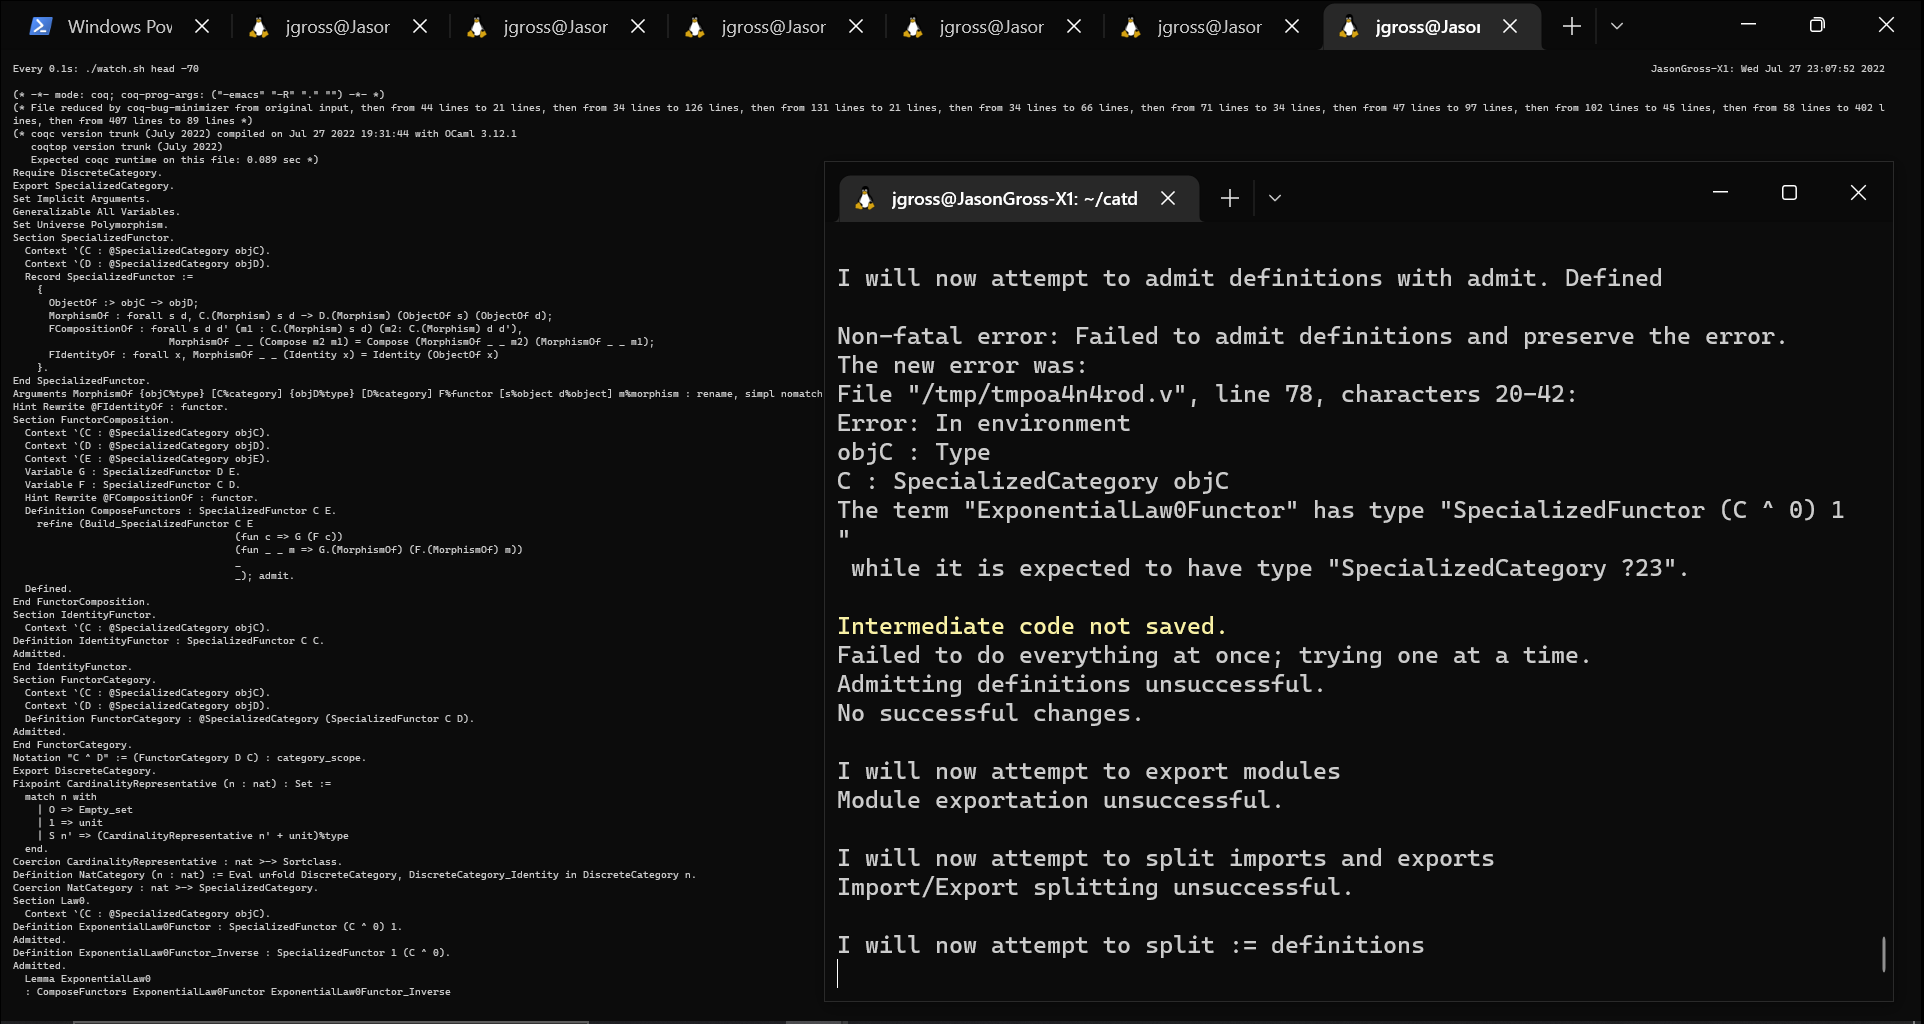 Windows Pov
jgross@Jasor
jgross@Jasor
jgross@Jasor
jgross@Jasor
jgross@Jasor
jgross@Jasor
Every 0.1s: ./watch.sh head -70
JasonGross-X1: Wed Jul 27 23:07:52 2022
(* -*- mode: coq; coq-prog-args: ("-emacs" "-R" "." "") -*- *)
(* File reduced by coq-bug-minimizer from original input, then from 44 lines to 21 lines, then from 34 lines to 126 lines, then from 131 lines to 21 lines, then from 34 lines to 66 lines, then from 71 lines to 34 lines, then from 47 lines to 97 lines, then from 102 lines to 45 lines, then from 58 lines to 402 l
ines, then from 407 lines to 89 lines *)
(* coqc version trunk (July 2022) compiled on Jul 27 2022 19:31:44 with OCaml 3.12.1
   coqtop version trunk (July 2022)
   Expected coqc runtime on this file: 0.089 sec *)
Require DiscreteCategory.
Export SpecializedCategory.
Set Implicit Arguments.
Generalizable All Variables.
Set Universe Polymorphism.
Section SpecializedFunctor.
  Context `(C : @SpecializedCategory objC).
  Context `(D : @SpecializedCategory objD).
  Record SpecializedFunctor :=
    {
      ObjectOf :> objC -> objD;
      MorphismOf : forall s d, C.(Morphism) s d -> D.(Morphism) (ObjectOf s) (ObjectOf d);
      FCompositionOf : forall s d d' (m1 : C.(Morphism) s d) (m2: C.(Morphism) d d'),
                          MorphismOf _ _ (Compose m2 m1) = Compose (MorphismOf _ _ m2) (MorphismOf _ _ m1);
      FIdentityOf : forall x, MorphismOf _ _ (Identity x) = Identity (ObjectOf x)
    }.
End SpecializedFunctor.
Arguments MorphismOf {objC%type} [C%category] {objD%type} [D%category] F%functor [s%object d%object] m%morphism : rename, simpl nomatch
Hint Rewrite @FIdentityOf : functor.
Section FunctorComposition.
  Context `(C : @SpecializedCategory objC).
  Context `(D : @SpecializedCategory objD).
  Context `(E : @SpecializedCategory objE).
  Variable G : SpecializedFunctor D E.
  Variable F : SpecializedFunctor C D.
  Hint Rewrite @FCompositionOf : functor.
  Definition ComposeFunctors : SpecializedFunctor C E.
    refine (Build_SpecializedFunctor C E
                                     (fun c => G (F c))
                                     (fun _ _ m => G.(MorphismOf) (F.(MorphismOf) m))
                                     _
                                     _); admit.
  Defined.
End FunctorComposition.
Section IdentityFunctor.
  Context `(C : @SpecializedCategory objC).
Definition IdentityFunctor : SpecializedFunctor C C.
Admitted.
End IdentityFunctor.
Section FunctorCategory.
  Context `(C : @SpecializedCategory objC).
  Context `(D : @SpecializedCategory objD).
  Definition FunctorCategory : @SpecializedCategory (SpecializedFunctor C D).
Admitted.
End FunctorCategory.
Notation "C ^ D" := (FunctorCategory D C) : category_scope.
Export DiscreteCategory.
Fixpoint CardinalityRepresentative (n : nat) : Set :=
  match n with
    | O => Empty_set
    | 1 => unit
    | S n' => (CardinalityRepresentative n' + unit)%type
  end.
Coercion CardinalityRepresentative : nat >-> Sortclass.
Definition NatCategory (n : nat) := Eval unfold DiscreteCategory, DiscreteCategory_Identity in DiscreteCategory n.
Coercion NatCategory : nat >-> SpecializedCategory.
Section Law0.
  Context `(C : @SpecializedCategory objC).
Definition ExponentialLaw0Functor : SpecializedFunctor (C ^ 0) 1.
Admitted.
Definition ExponentialLaw0Functor_Inverse : SpecializedFunctor 1 (C ^ 0).
Admitted.
  Lemma ExponentialLaw0
  : ComposeFunctors ExponentialLaw0Functor ExponentialLaw0Functor_Inverse
jgross@JasonGross-X1: ~/catd
I will now attempt to admit definitions with admit. Defined
Non-fatal error: Failed to admit definitions and preserve the error.
The new error was:
File "/tmp/tmpoa4n4rod.v", line 78, characters 20-42:
Error: In environment
objC : Type
C : SpecializedCategory objC
The term "ExponentialLaw0Functor" has type "SpecializedFunctor (C ^ 0) 1
"
 while it is expected to have type "SpecializedCategory ?23".
Intermediate code not saved.
Failed to do everything at once; trying one at a time.
Admitting definitions unsuccessful.
No successful changes.
I will now attempt to export modules
Module exportation unsuccessful.
I will now attempt to split imports and exports
Import/Export splitting unsuccessful.
I will now attempt to split := definitions